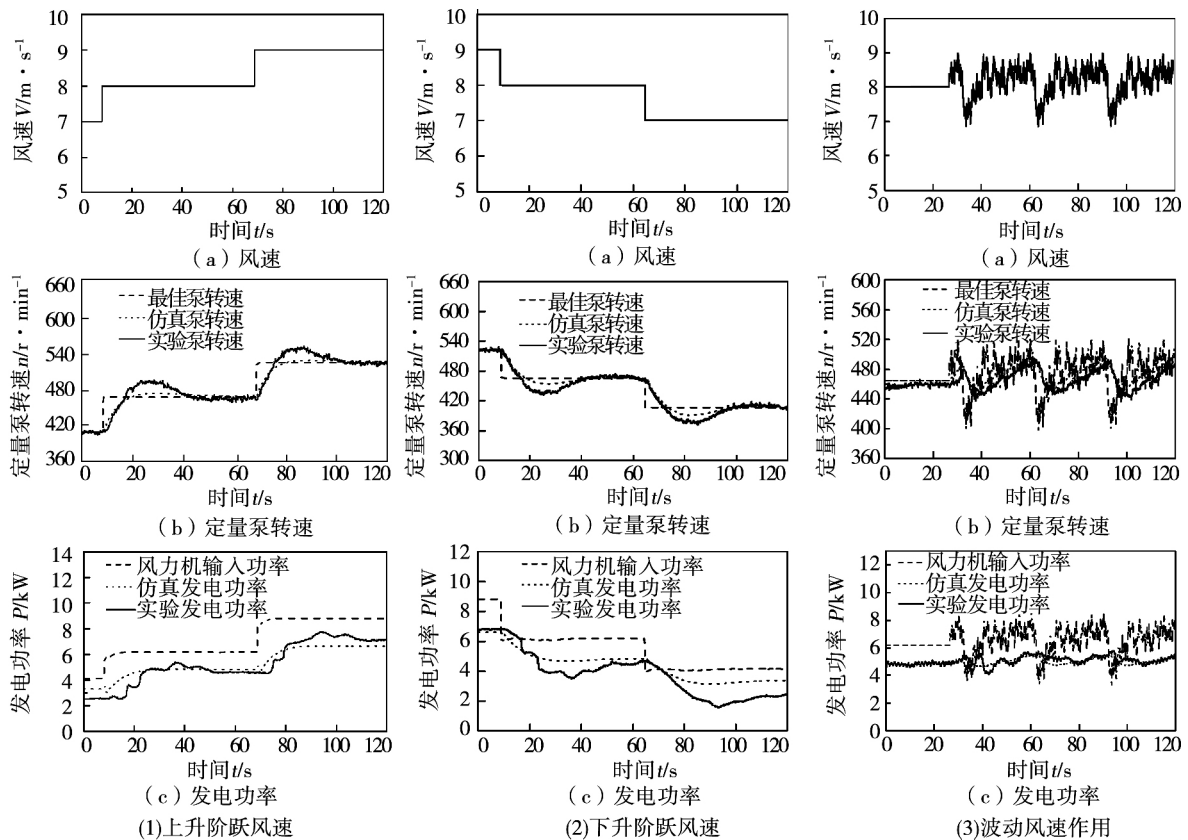 风速 V/m·s⁻¹
10
9
8
7
6
5
0 20 40 60 80 100 120
时间 t/s
(a)风速
风速 V/m·s⁻¹
10
9
8
7
6
5
0 20 40 60 80 100 120
时间 t/s
(a)风速
风速 V/m·s⁻¹
10
9
8
7
6
5
0 20 40 60 80 100 120
时间 t/s
(a)风速
定量泵转速 n/r·min⁻¹
660
600
540
480
420
360
最佳泵转速
仿真泵转速
实验泵转速
0 20 40 60 80 100 120
时间 t/s
(b)定量泵转速
定量泵转速 n/r·min⁻¹
660
600
540
480
420
360
300
最佳泵转速
仿真泵转速
实验泵转速
0 20 40 60 80 100 120
时间 t/s
(b)定量泵转速
定量泵转速 n/r·min⁻¹
600
560
520
480
440
400
360
最佳泵转速
仿真泵转速
实验泵转速
0 20 40 60 80 100 120
时间 t/s
(b)定量泵转速
发电功率 P/kW
14
12
10
8
6
4
2
0
风力机输入功率
仿真发电功率
实验发电功率
0 20 40 60 80 100 120
时间 t/s
(c)发电功率
(1)上升阶跃风速
发电功率 P/kW
12
10
8
6
4
2
0
风力机输入功率
仿真发电功率
实验发电功率
0 20 40 60 80 100 120
时间 t/s
(c)发电功率
(2)下升阶跃风速
发电功率 P/kW
12
10
8
6
4
2
0
风力机输入功率
仿真发电功率
实验发电功率
0 20 40 60 80 100 120
时间 t/s
(c)发电功率
(3)波动风速作用